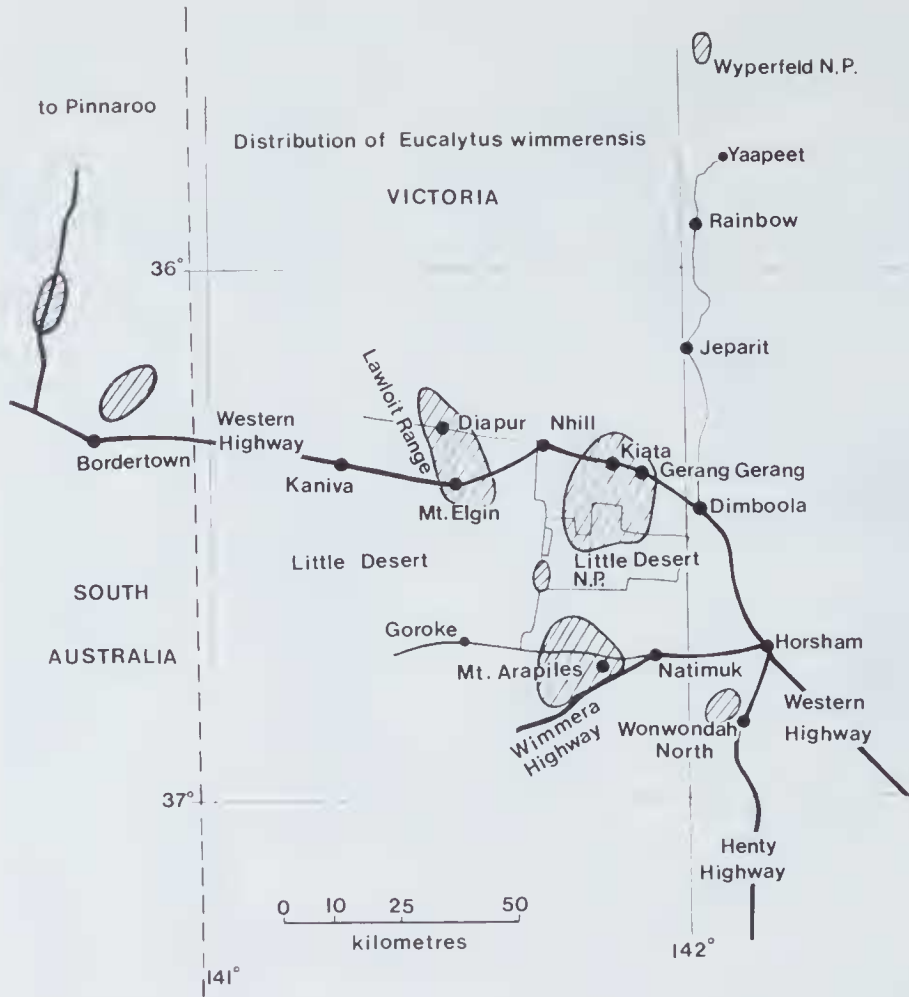 Wyperfeld N.P.
to Pinnaroo
Distribution of Eucalytus wimmerensis
VICTORIA
Yaapeet
Rainbow
36°
Jeparit
Lawloit Range
Diapur
Nhill
Western
Highway
Kiata
Gerang Gerang
Bordertown
Kaniva
Mt. Elgin
Dimboola
Little Desert
Little Desert
N.P.
SOUTH
AUSTRALIA
Goroke
Horsham
Mt. Arapiles
Natimuk
Wimmera
Highway
Wonwondah
North
Western
Highway
37°
Henty
Highway
0 10 25 50
kilometres
141°
142°